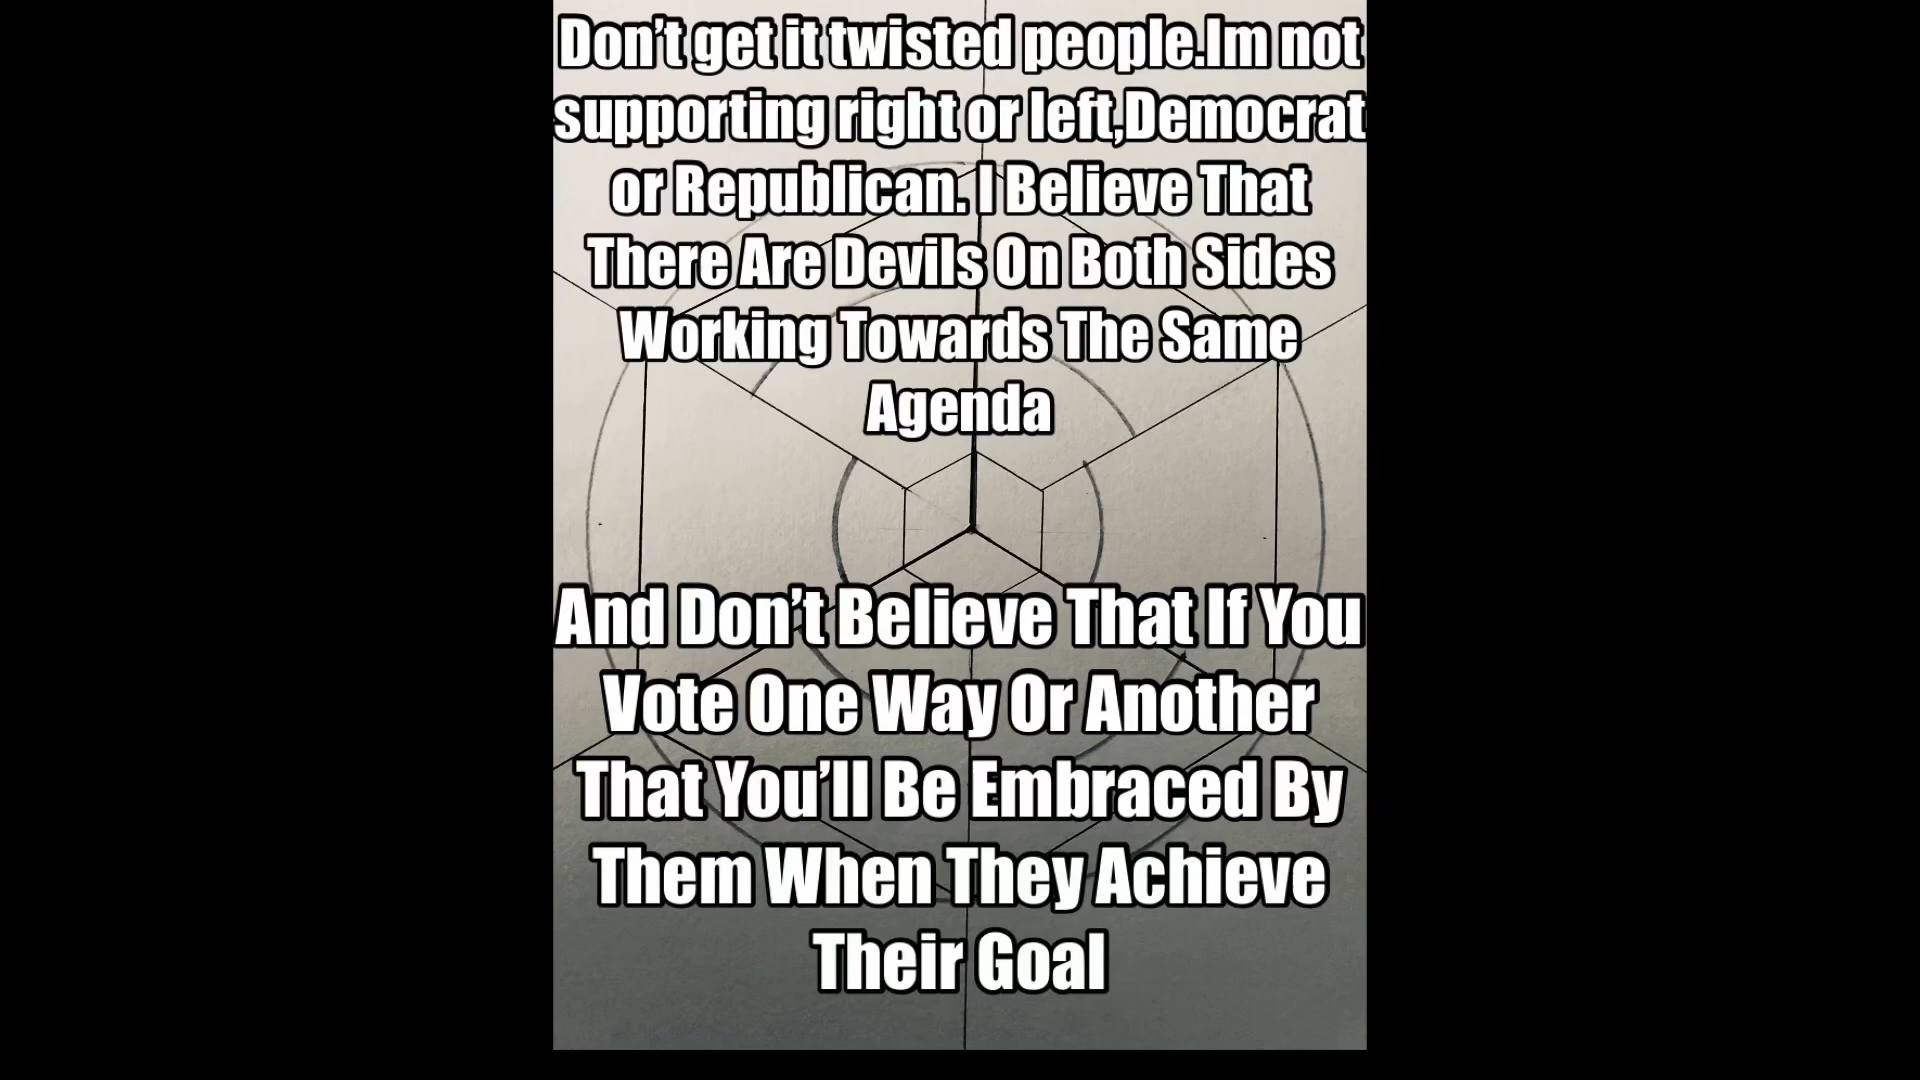 Don't get it twisted people.Im not
supporting right or left,Democrat
or Republican. I Believe That
There Are Devils On Both Sides
Working Towards The Same
Agenda
And Don't Believe That If You
Vote One Way Or Another
That You'll Be Embraced By
Them When They Achieve
Their Goal